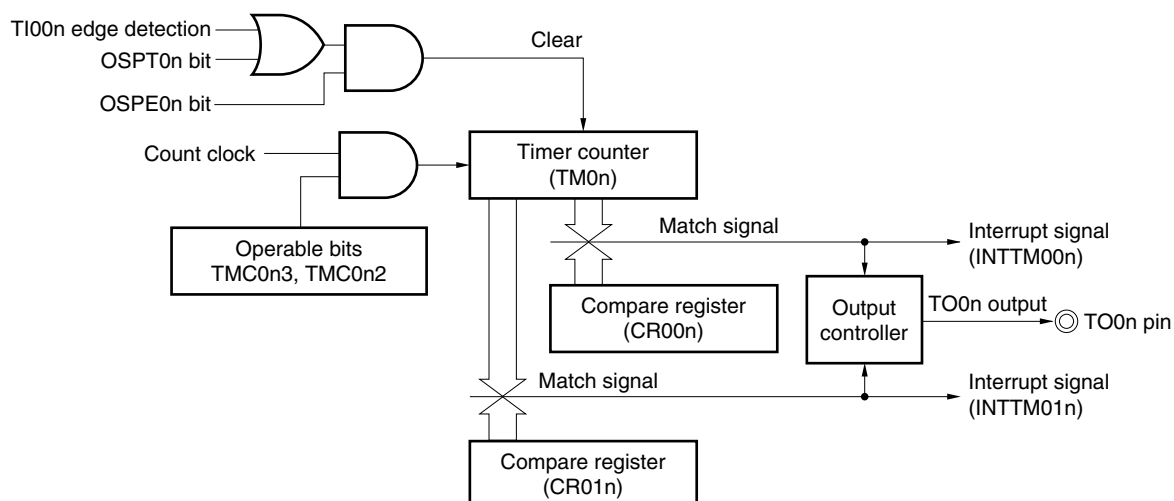 TI00n edge detection
OSPT0n bit
OSPE0n bit
Clear
Count clock
Timer counter
(TM0n)
Operable bits
TMC0n3, TMC0n2
Match signal
Interrupt signal
(INTTM00n)
Compare register
(CR00n)
Output
controller
TO0n output
TO0n pin
Match signal
Interrupt signal
(INTTM01n)
Compare register
(CR01n)